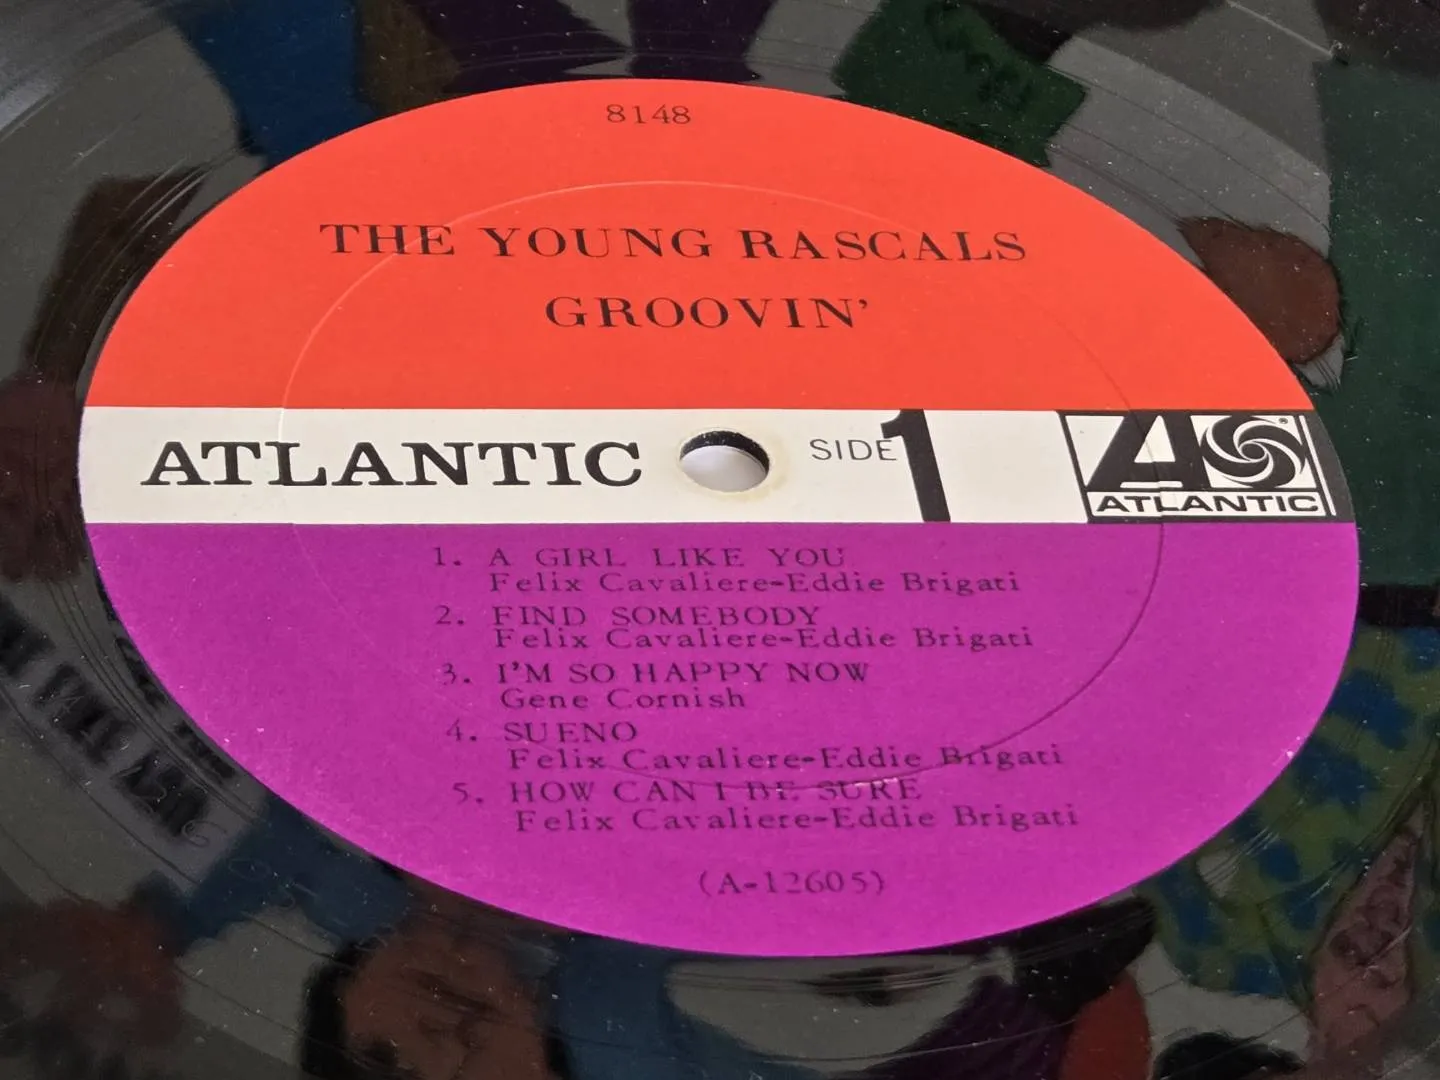 8148
THE YOUNG RASCALS
GROOVIN'
ATLANTIC
SIDE 1
ATLANTIC
1. A GIRL LIKE YOU
Felix Cavaliere-Eddie Brigati
2. FIND SOMEBODY
Felix Cavaliere-Eddie Brigati
3. I'M SO HAPPY NOW
Gene Cornish
4. SUENO
Felix Cavaliere-Eddie Brigati
5. HOW CAN I BE SURE
Felix Cavaliere-Eddie Brigati
(A-12605)